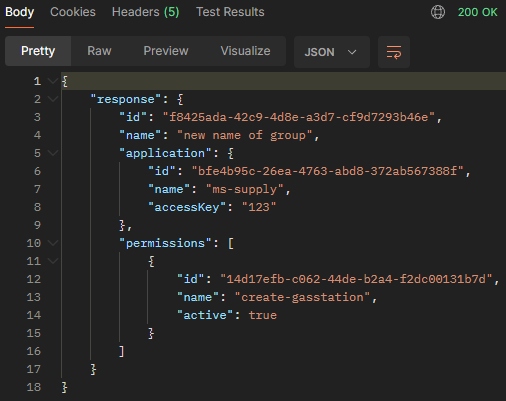 Body Cookies Headers (5) Test Results 200 OK
Pretty Raw Preview Visualize JSON
1 {
2 "response": {
3 "id": "f8425ada-42c9-4d8e-a3d7-cf9d7293b46e",
4 "name": "new name of group",
5 "application": {
6 "id": "bfe4b95c-26ea-4763-abd8-372ab567388f",
7 "name": "ms-supply",
8 "accessKey": "123"
9 },
10 "permissions": [
11 {
12 "id": "14d17efb-c062-44de-b2a4-f2dc00131b7d",
13 "name": "create-gasstation",
14 "active": true
15 }
16 ]
17 }
18 }